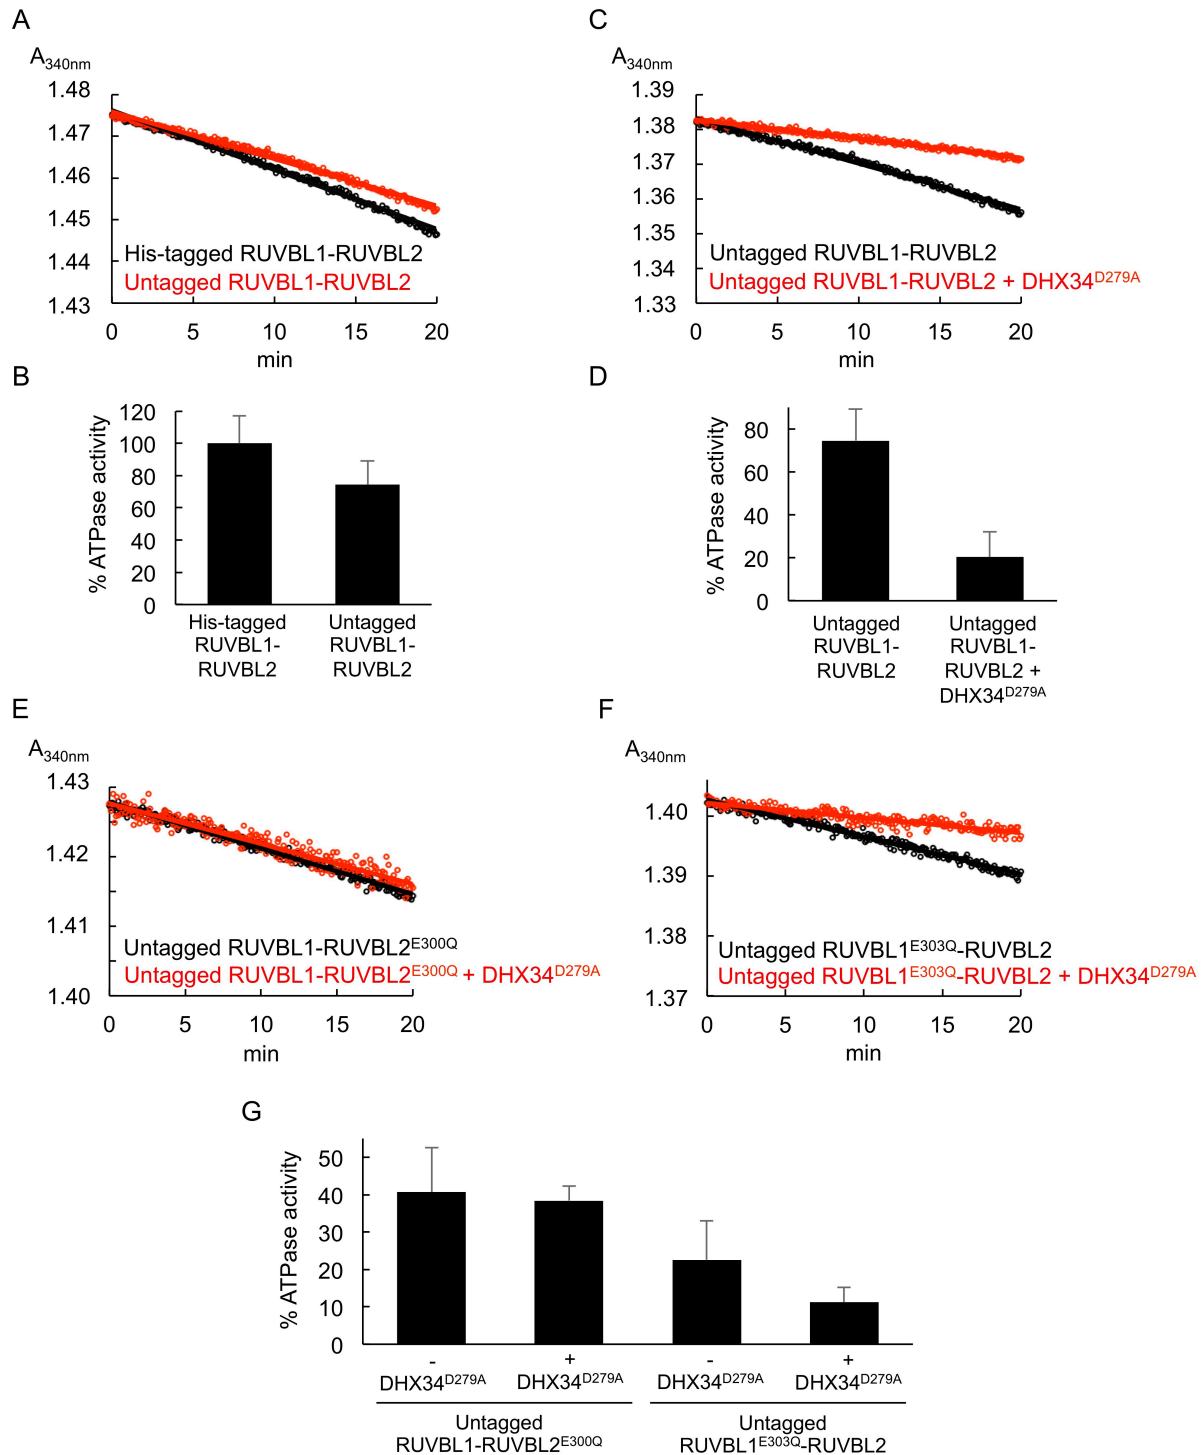 A
A340nm
1.48
1.47
1.46
1.45
1.44
1.43
His-tagged RUVBL1-RUVBL2
Untagged RUVBL1-RUVBL2
0 5 10 15 20
min
C
A340nm
1.39
1.38
1.37
1.36
1.35
1.34
1.33
Untagged RUVBL1-RUVBL2
Untagged RUVBL1-RUVBL2 + DHX34D279A
0 5 10 15 20
min
B
% ATPase activity
120
100
80
60
40
20
0
His-tagged
RUVBL1-
RUVBL2
Untagged
RUVBL1-
RUVBL2
D
% ATPase activity
80
60
40
20
0
Untagged
RUVBL1-
RUVBL2
Untagged
RUVBL1-
RUVBL2 +
DHX34D279A
E
A340nm
1.43
1.42
1.41
1.40
Untagged RUVBL1-RUVBL2E300Q
Untagged RUVBL1-RUVBL2E300Q + DHX34D279A
0 5 10 15 20
min
F
A340nm
1.40
1.39
1.38
1.37
Untagged RUVBL1E303Q-RUVBL2
Untagged RUVBL1E303Q-RUVBL2 + DHX34D279A
0 5 10 15 20
min
G
% ATPase activity
50
40
30
20
10
0
- + - +
DHX34D279A DHX34D279A DHX34D279A DHX34D279A
Untagged
RUVBL1-RUVBL2E300Q
Untagged
RUVBL1E303Q-RUVBL2